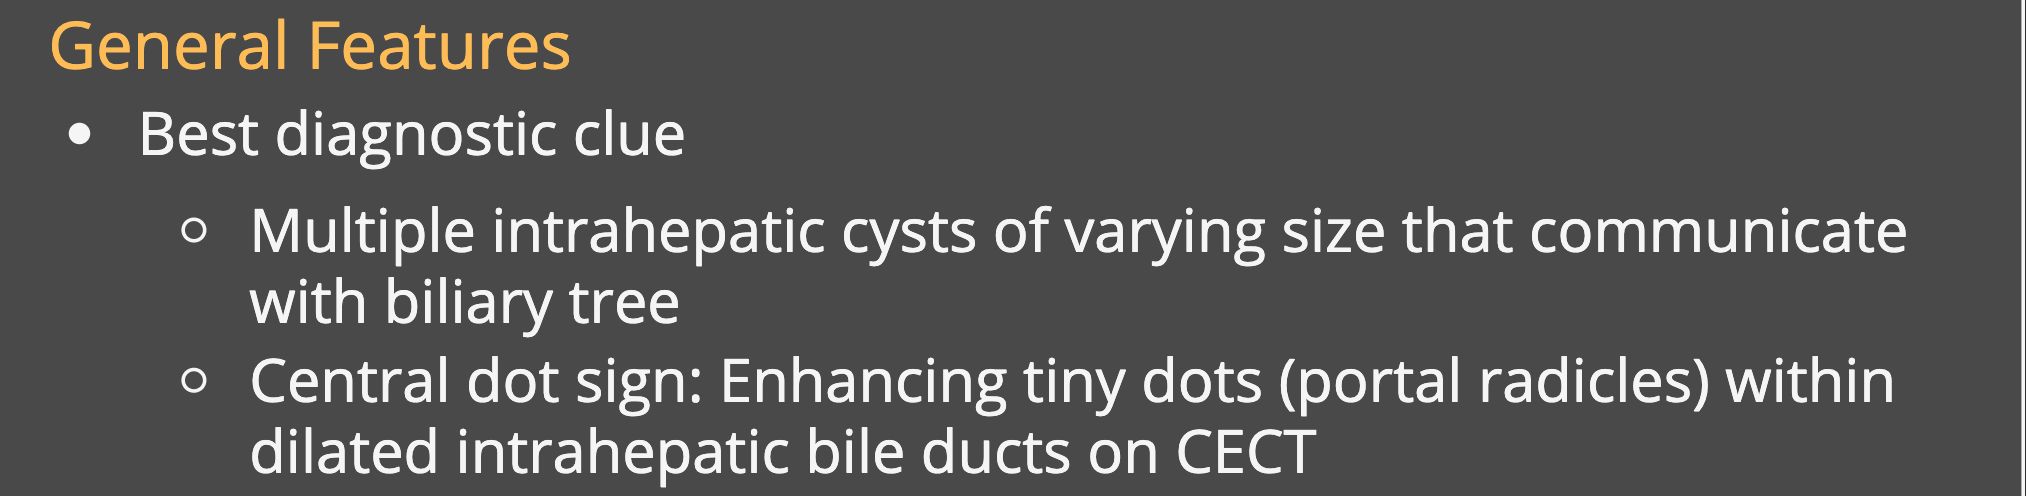 General Features
• Best diagnostic clue
○ Multiple intrahepatic cysts of varying size that communicate
with biliary tree
○ Central dot sign: Enhancing tiny dots (portal radicles) within
dilated intrahepatic bile ducts on CECT